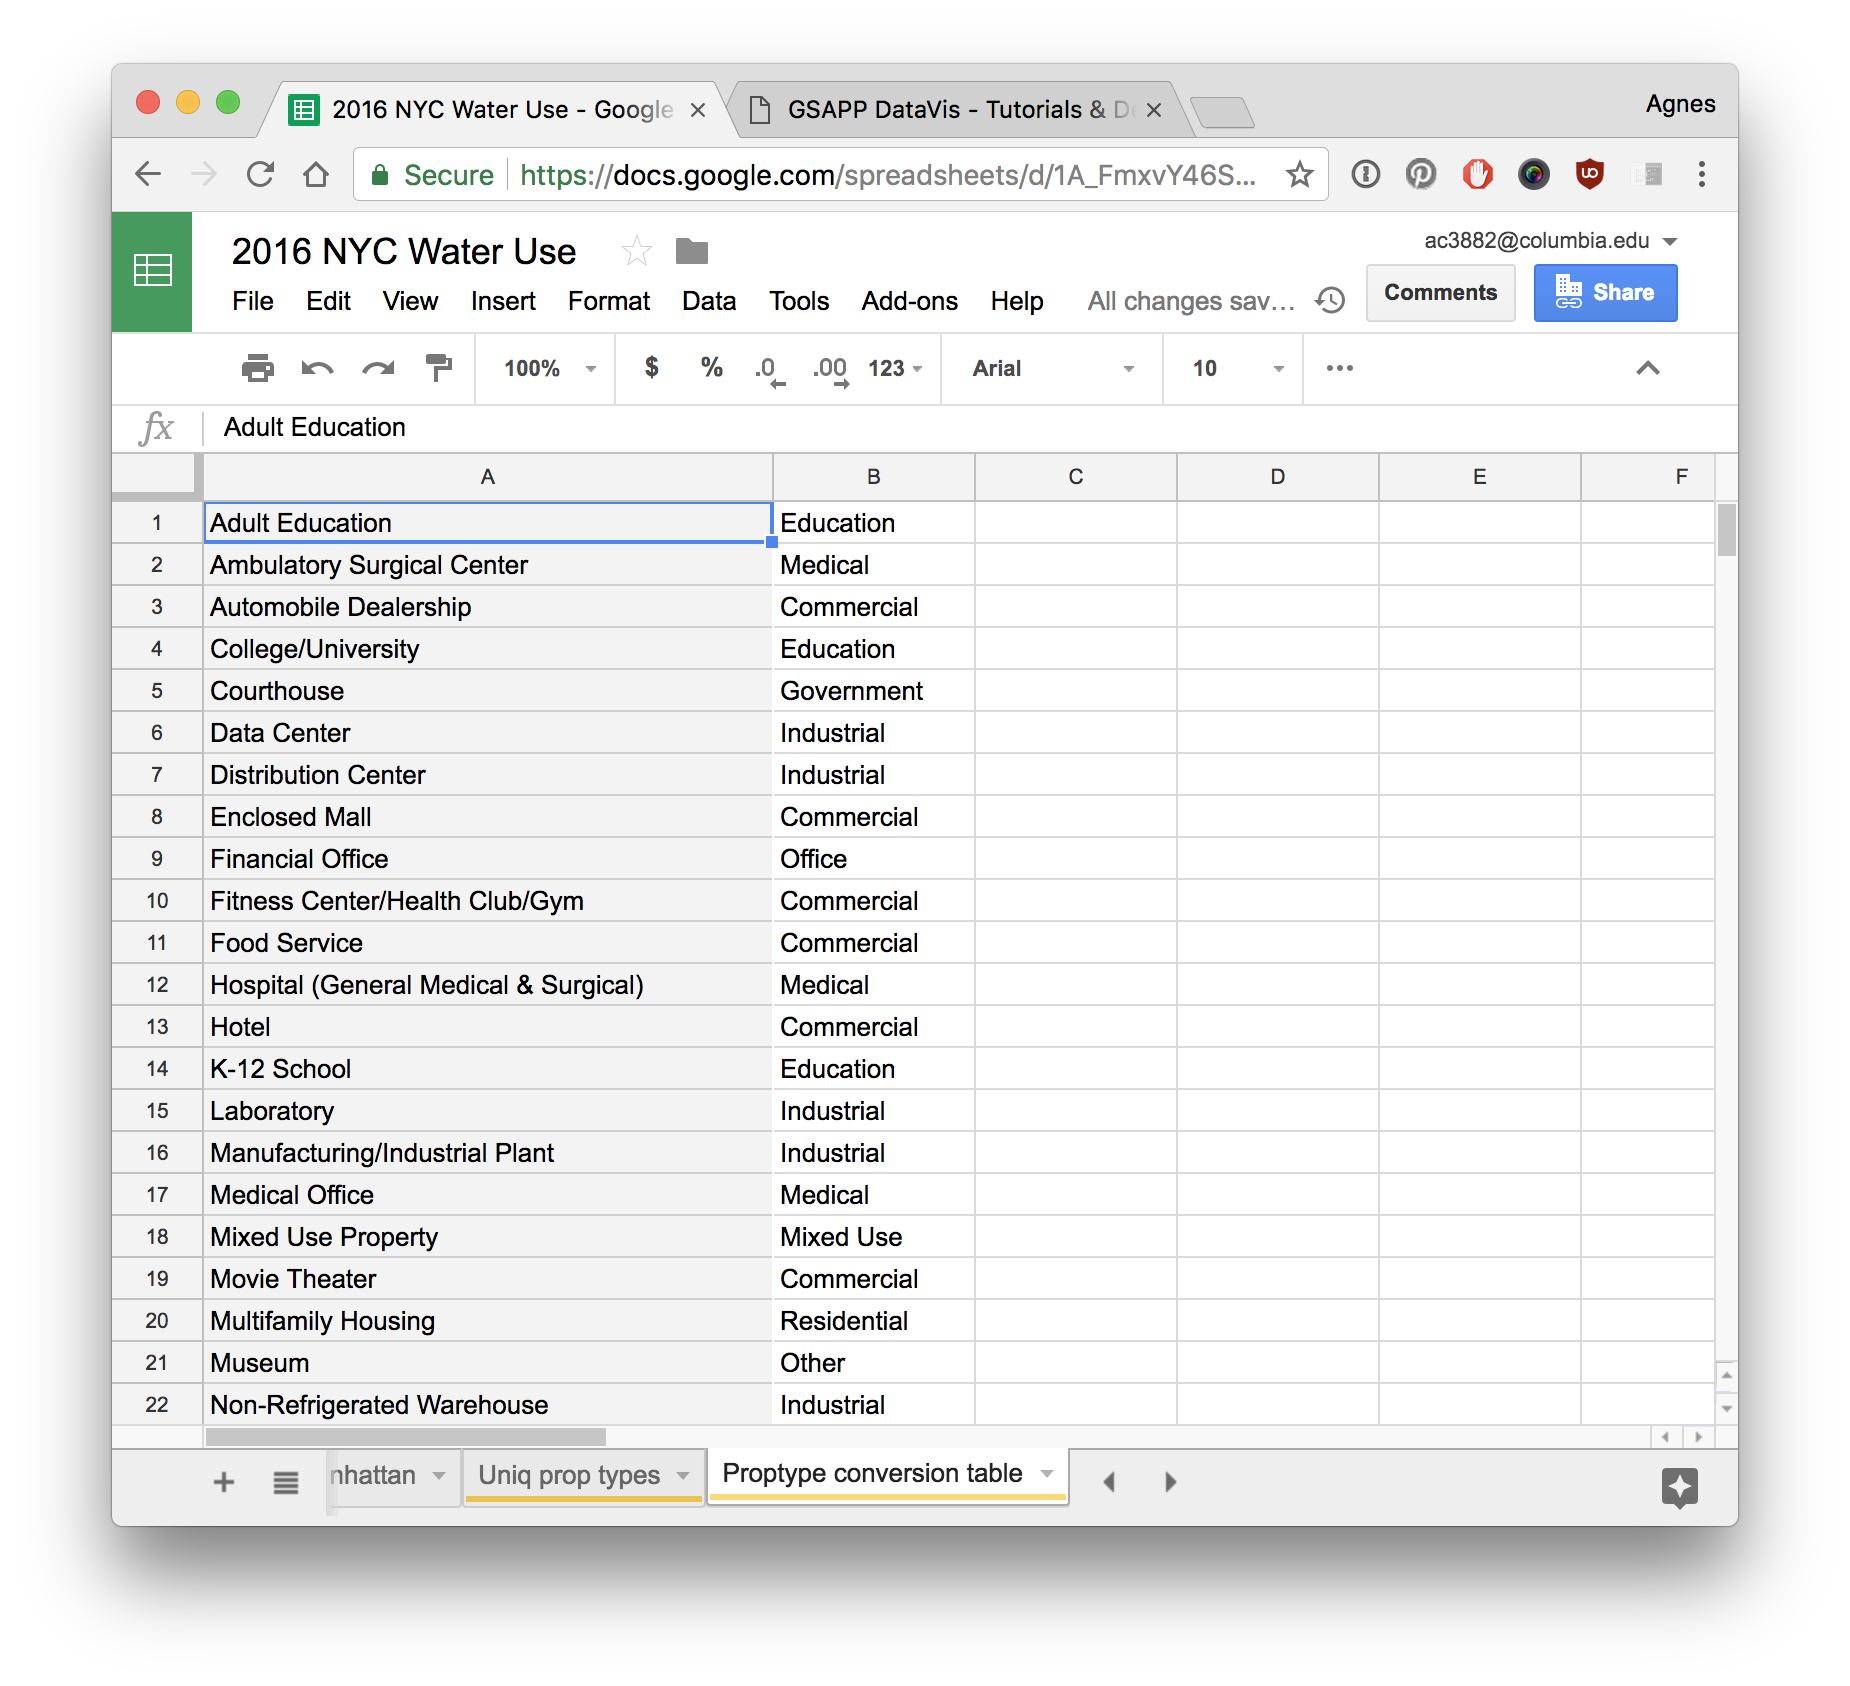 2016 NYC Water Use - Google
GSAPP DataVis - Tutorials & De
Agnes
Secure
https://docs.google.com/spreadsheets/d/1A_FmxvY46S...
2016 NYC Water Use
ac3882@columbia.edu
File Edit View Insert Format Data Tools Add-ons Help All changes sav...
Comments
Share
100% $ % .0 .00 123 Arial 10
fx Adult Education
A B C D E F
1 Adult Education Education
2 Ambulatory Surgical Center Medical
3 Automobile Dealership Commercial
4 College/University Education
5 Courthouse Government
6 Data Center Industrial
7 Distribution Center Industrial
8 Enclosed Mall Commercial
9 Financial Office Office
10 Fitness Center/Health Club/Gym Commercial
11 Food Service Commercial
12 Hospital (General Medical & Surgical) Medical
13 Hotel Commercial
14 K-12 School Education
15 Laboratory Industrial
16 Manufacturing/Industrial Plant Industrial
17 Medical Office Medical
18 Mixed Use Property Mixed Use
19 Movie Theater Commercial
20 Multifamily Housing Residential
21 Museum Other
22 Non-Refrigerated Warehouse Industrial
nhattan Uniq prop types Proptype conversion table